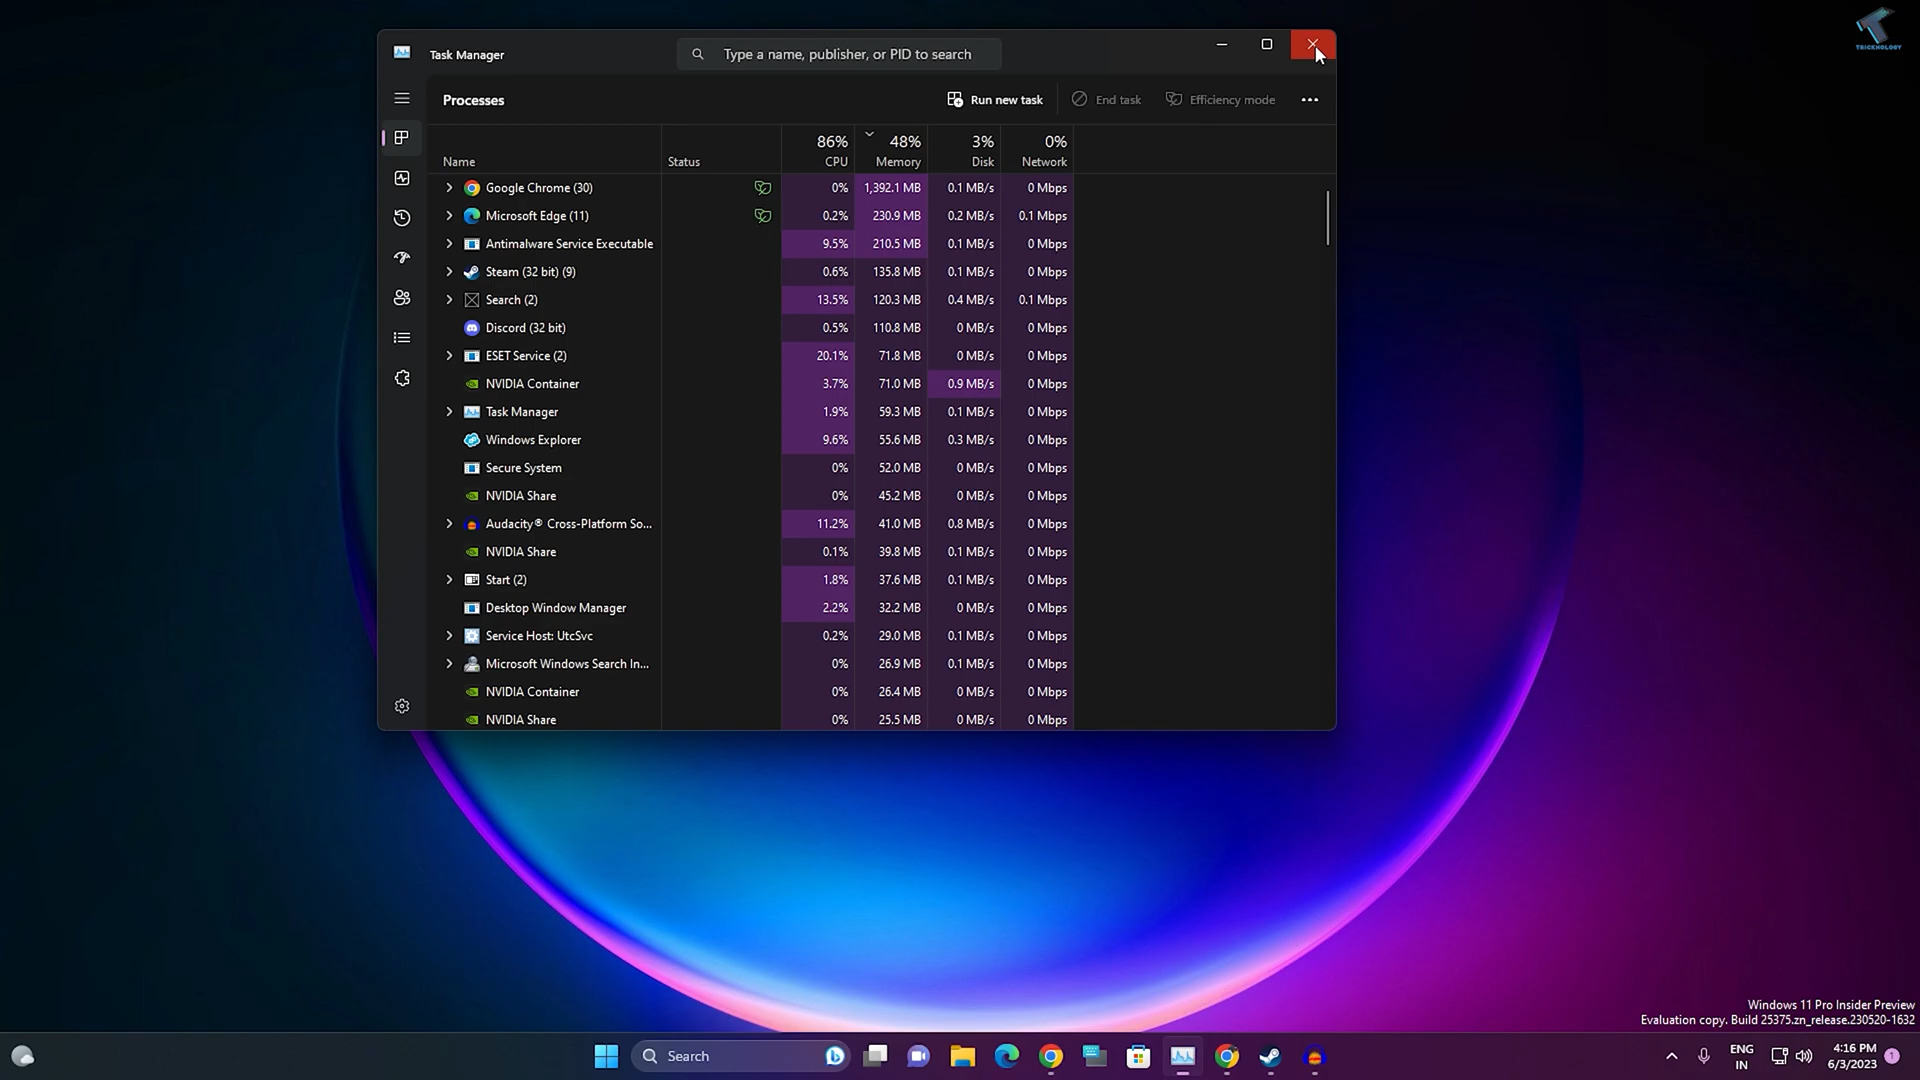 TRICKNOLOGY
Task Manager
Type a name, publisher, or PID to search
Processes
Run new task
End task
Efficiency mode
86% 48% 3% 0%
Name Status CPU Memory Disk Network
Google Chrome (30) 0% 1,392.1 MB 0.1 MB/s 0 Mbps
Microsoft Edge (11) 0.2% 230.9 MB 0.2 MB/s 0.1 Mbps
Antimalware Service Executable 9.5% 210.5 MB 0.1 MB/s 0 Mbps
Steam (32 bit) (9) 0.6% 135.8 MB 0.1 MB/s 0 Mbps
Search (2) 13.5% 120.3 MB 0.4 MB/s 0.1 Mbps
Discord (32 bit) 0.5% 110.8 MB 0 MB/s 0 Mbps
ESET Service (2) 20.1% 71.8 MB 0 MB/s 0 Mbps
NVIDIA Container 3.7% 71.0 MB 0.9 MB/s 0 Mbps
Task Manager 1.9% 59.3 MB 0.1 MB/s 0 Mbps
Windows Explorer 9.6% 55.6 MB 0.3 MB/s 0 Mbps
Secure System 0% 52.0 MB 0 MB/s 0 Mbps
NVIDIA Share 0% 45.2 MB 0 MB/s 0 Mbps
Audacity® Cross-Platform So... 11.2% 41.0 MB 0.8 MB/s 0 Mbps
NVIDIA Share 0.1% 39.8 MB 0.1 MB/s 0 Mbps
Start (2) 1.8% 37.6 MB 0.1 MB/s 0 Mbps
Desktop Window Manager 2.2% 32.2 MB 0 MB/s 0 Mbps
Service Host: UtcSvc 0.2% 29.0 MB 0.1 MB/s 0 Mbps
Microsoft Windows Search In... 0% 26.9 MB 0.1 MB/s 0 Mbps
NVIDIA Container 0% 26.4 MB 0 MB/s 0 Mbps
NVIDIA Share 0% 25.5 MB 0 MB/s 0 Mbps
Windows 11 Pro Insider Preview
Evaluation copy. Build 25375.zn_release.230520-1632
Search
ENG
IN
4:16 PM
6/3/2023
1